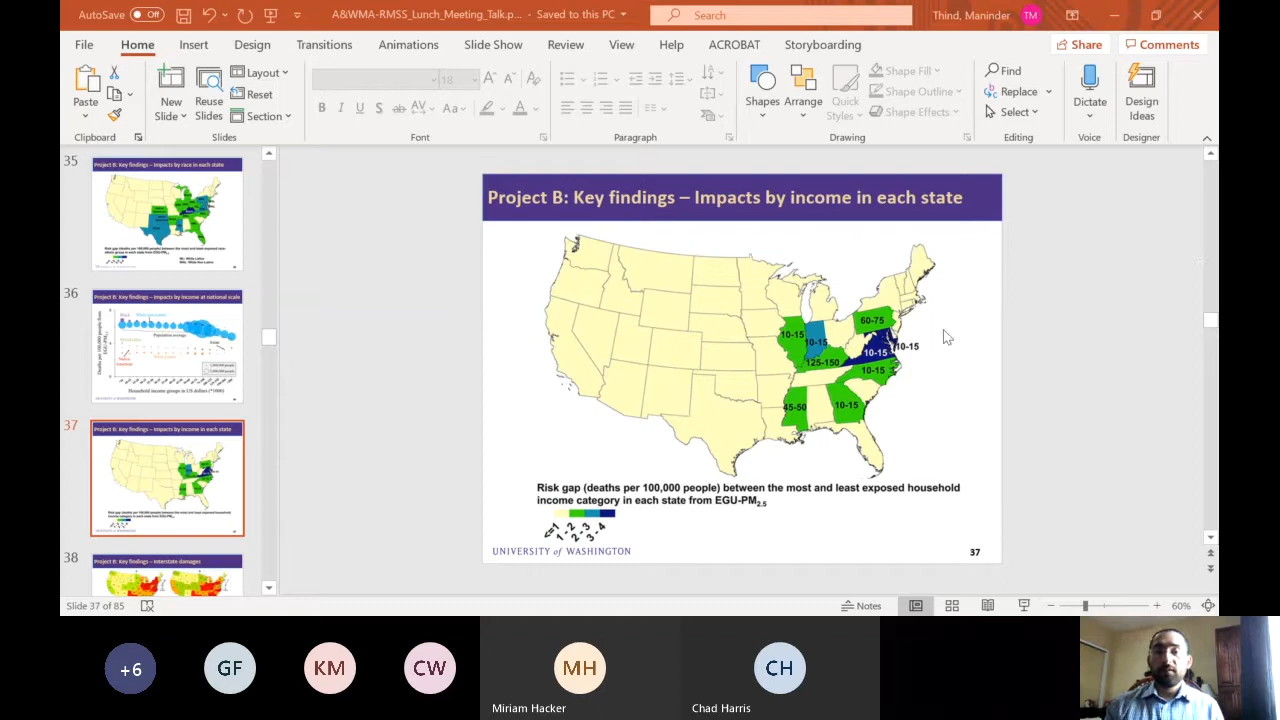 AutoSave Off A&WMA-RMSS_Lunch_Meeting_Talk.p... - Saved to this PC Search Thind, Maninder TM
File Home Insert Design Transitions Animations Slide Show Review View Help ACROBAT Storyboarding Share Comments
Paste New Slide Reuse Slides Layout Reset Section
18
Shapes Arrange Quick Styles Shape Fill Shape Outline Shape Effects
Find Replace Select
Dictate Design Ideas
Clipboard Slides Font Paragraph Drawing Editing Voice Designer
35
Project B: Key findings – Impacts by race in each state
36
Project B: Key findings – Impacts by income at national scale
37
Project B: Key findings – Impacts by income in each state
38
Project B: Key findings – Interstate damages
Project B: Key findings – Impacts by income in each state
60-75
10-15
10-15
10-15
10-15
125-150
10-15
45-50
10-15
Risk gap (deaths per 100,000 people) between the most and least exposed household
income category in each state from EGU-PM2.5
<1 1 - 2 2 - 3 3 - 4
UNIVERSITY of WASHINGTON
37
Slide 37 of 85 Notes 60%
+6 GF KM CW MH CH
Miriam Hacker Chad Harris